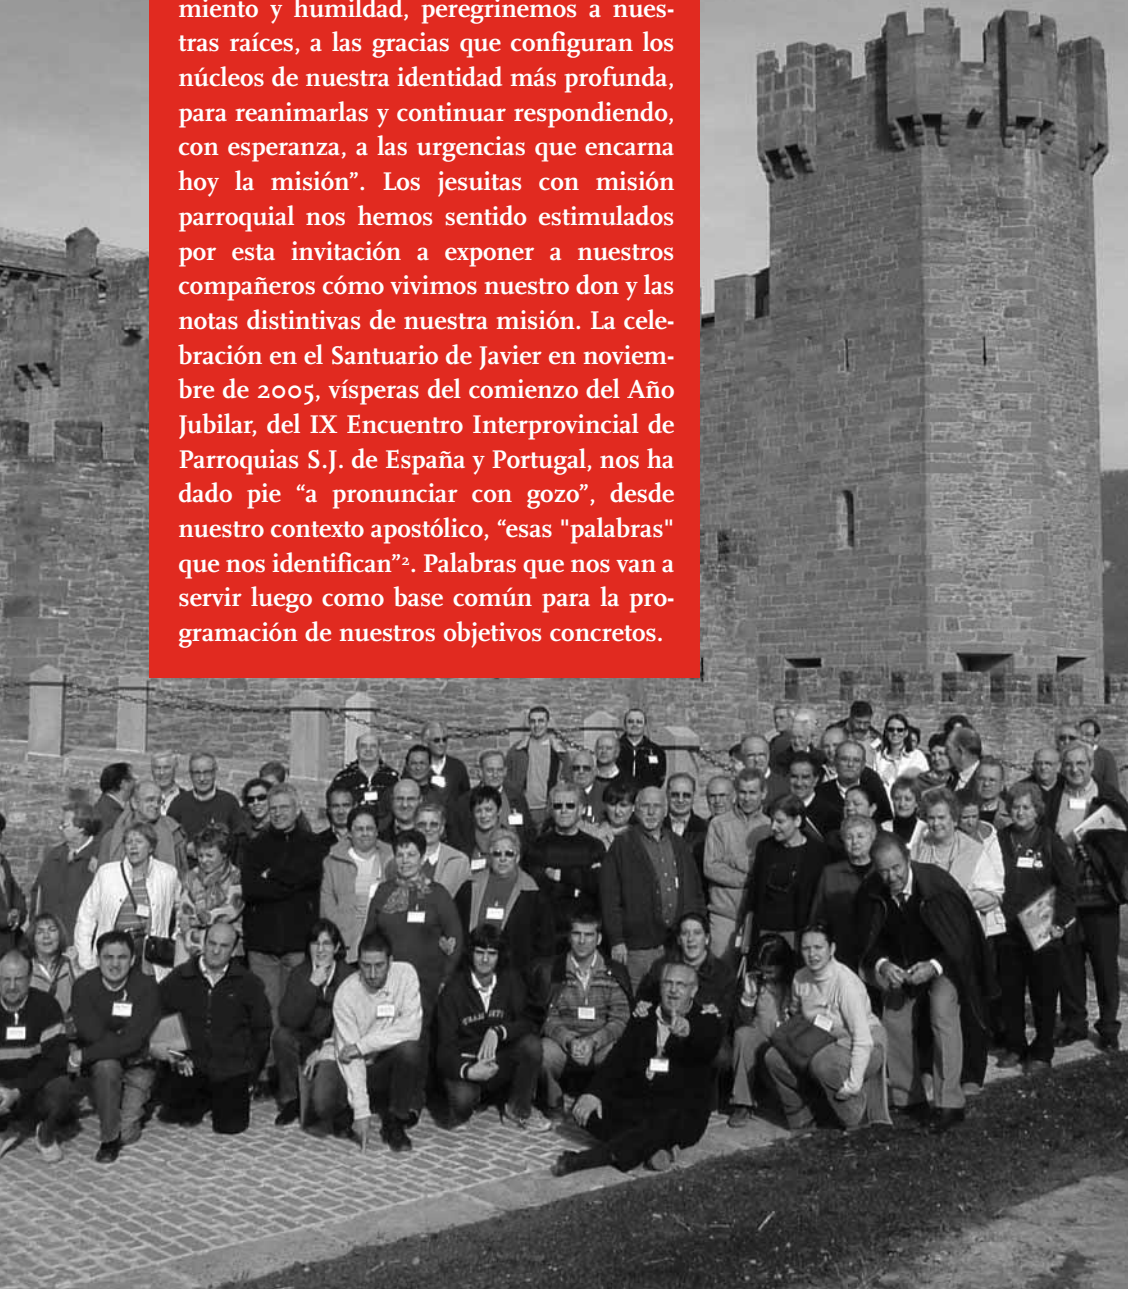 miento y humildad, peregrinemos a nues-
tras raíces, a las gracias que configuran los
núcleos de nuestra identidad más profunda,
para reanimarlas y continuar respondiendo,
con esperanza, a las urgencias que encarna
hoy la misión”. Los jesuitas con misión
parroquial nos hemos sentido estimulados
por esta invitación a exponer a nuestros
compañeros cómo vivimos nuestro don y las
notas distintivas de nuestra misión. La cele-
bración en el Santuario de Javier en noviem-
bre de 2005, vísperas del comienzo del Año
Jubilar, del IX Encuentro Interprovincial de
Parroquias S.J. de España y Portugal, nos ha
dado pie “a pronunciar con gozo”, desde
nuestro contexto apostólico, “esas "palabras"
que nos identifican”². Palabras que nos van a
servir luego como base común para la pro-
gramación de nuestros objetivos concretos.